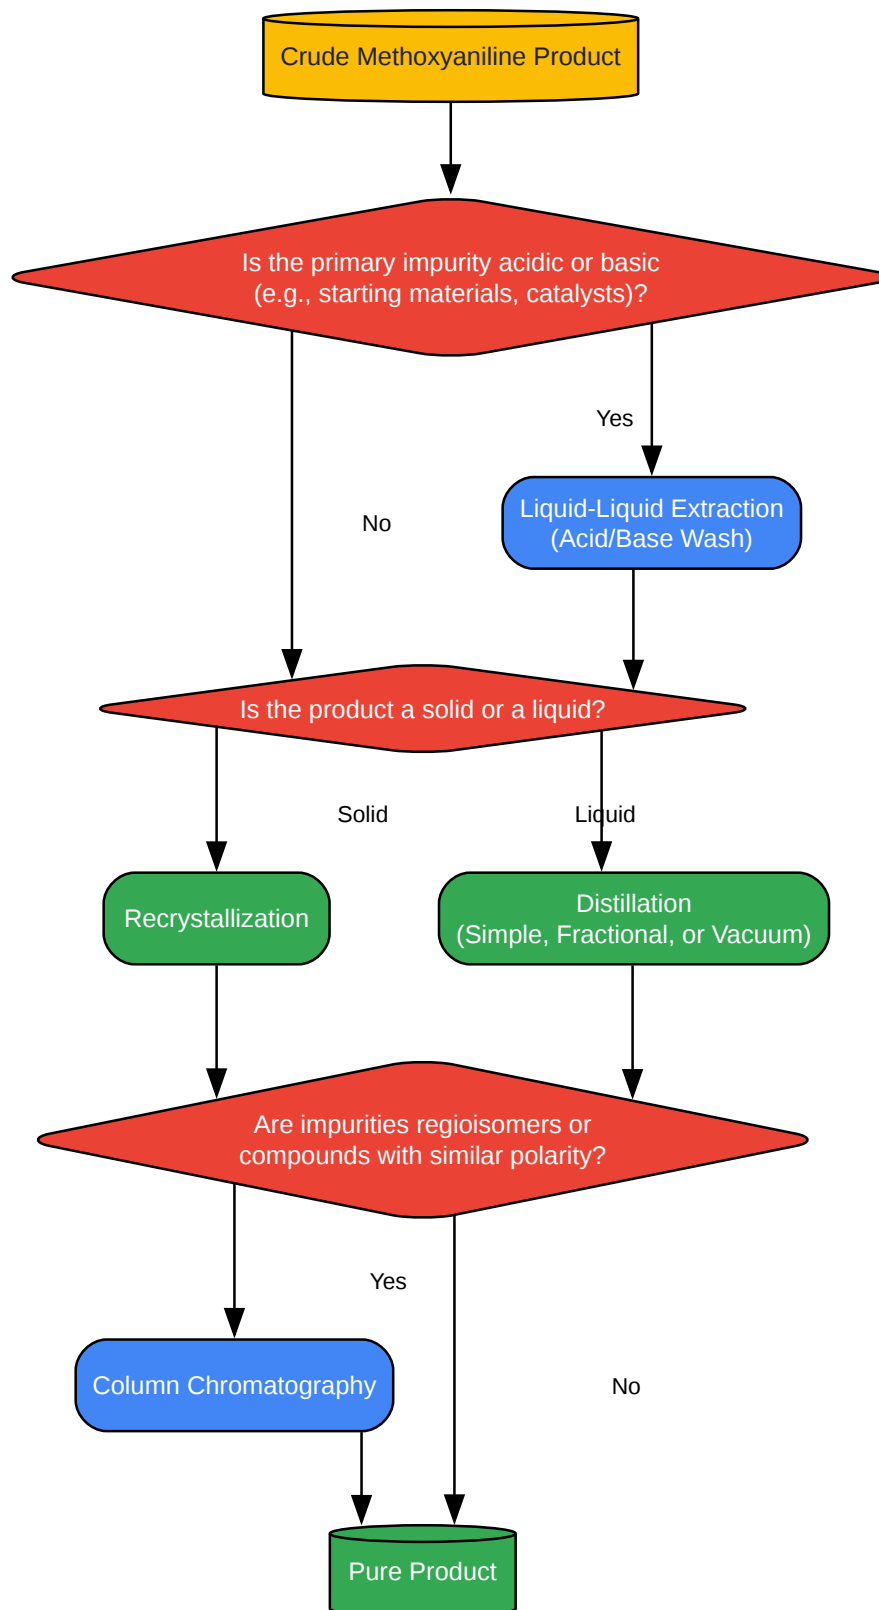 Crude Methoxyaniline Product
Is the primary impurity acidic or basic
(e.g., starting materials, catalysts)?
Yes
Liquid-Liquid Extraction
(Acid/Base Wash)
No
Is the product a solid or a liquid?
Solid
Liquid
Recrystallization
Distillation
(Simple, Fractional, or Vacuum)
Are impurities regioisomers or
compounds with similar polarity?
Yes
Column Chromatography
No
Pure Product